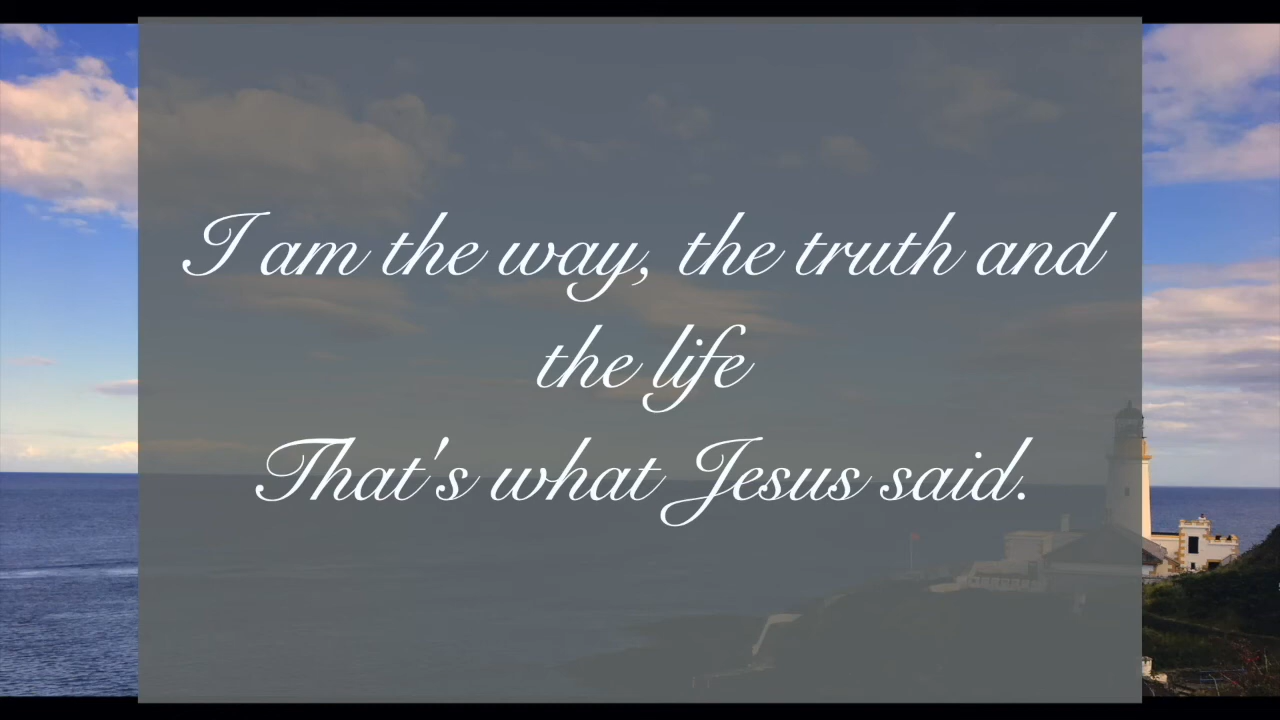 I am the way, the truth and
the life
That's what Jesus said.